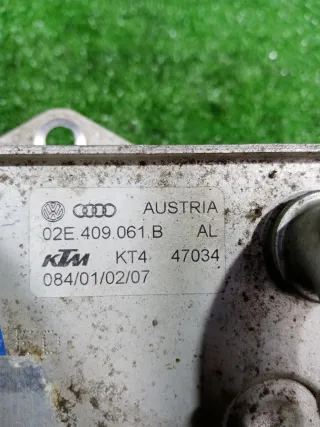 AUSTRIA
02E.409.061.B AL
KTM KT4 47034
084/01/02/07